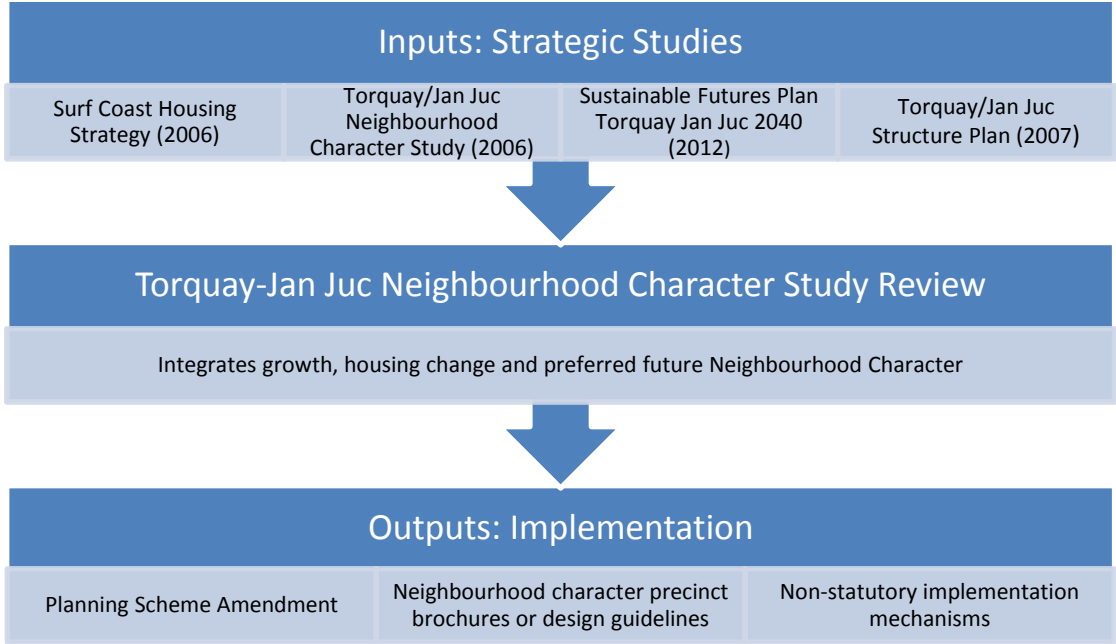 Inputs: Strategic Studies
Surf Coast Housing
Strategy (2006)
Torquay/Jan Juc
Neighbourhood
Character Study (2006)
Sustainable Futures Plan
Torquay Jan Juc 2040
(2012)
Torquay/Jan Juc
Structure Plan (2007)
Torquay-Jan Juc Neighbourhood Character Study Review
Integrates growth, housing change and preferred future Neighbourhood Character
Outputs: Implementation
Planning Scheme Amendment
Neighbourhood character precinct
brochures or design guidelines
Non-statutory implementation
mechanisms